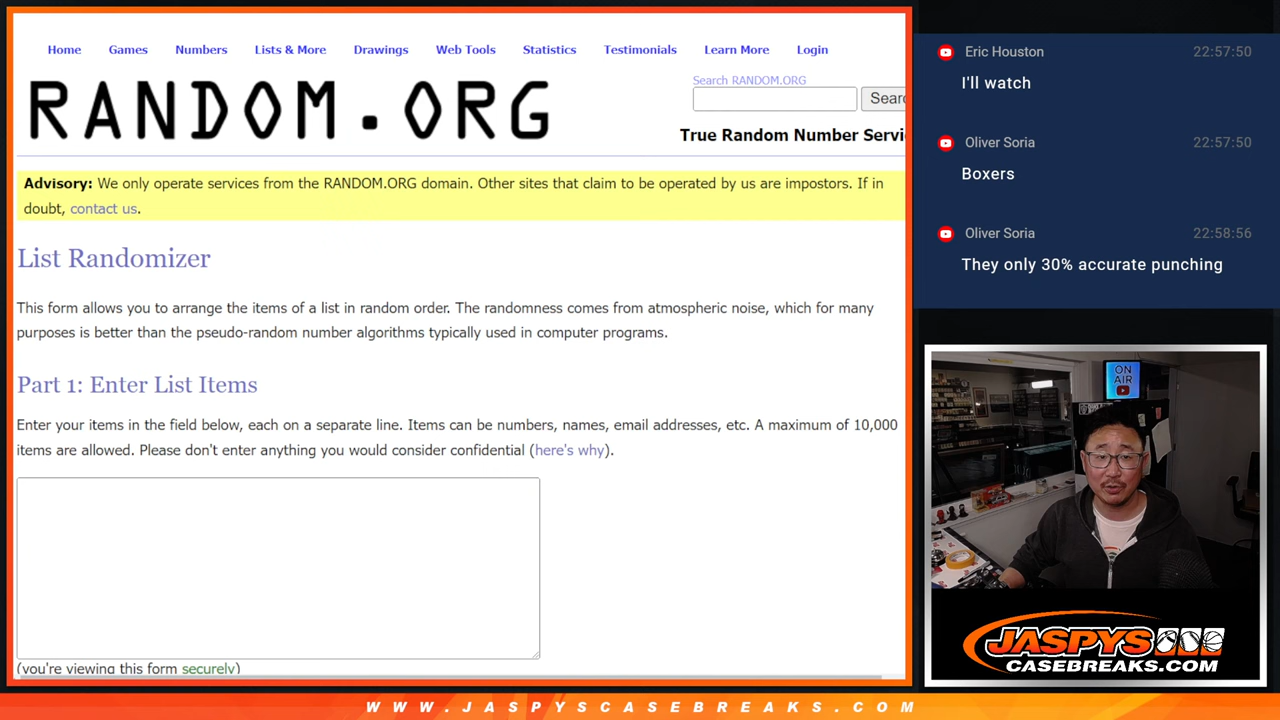 Home Games Numbers Lists & More Drawings Web Tools Statistics Testimonials Learn More Login
RANDOM.ORG
Search RANDOM.ORG
Searc
True Random Number Servi
Advisory: We only operate services from the RANDOM.ORG domain. Other sites that claim to be operated by us are impostors. If in
doubt, contact us.
List Randomizer
This form allows you to arrange the items of a list in random order. The randomness comes from atmospheric noise, which for many
purposes is better than the pseudo-random number algorithms typically used in computer programs.
Part 1: Enter List Items
Enter your items in the field below, each on a separate line. Items can be numbers, names, email addresses, etc. A maximum of 10,000
items are allowed. Please don't enter anything you would consider confidential (here's why).
(you're viewing this form securely)
Eric Houston 22:57:50
I'll watch
Oliver Soria 22:57:50
Boxers
Oliver Soria 22:58:56
They only 30% accurate punching
ON
AIR
JASPYS
CASEBREAKS.COM
WWW.JASPYSCASEBREAKS.COM